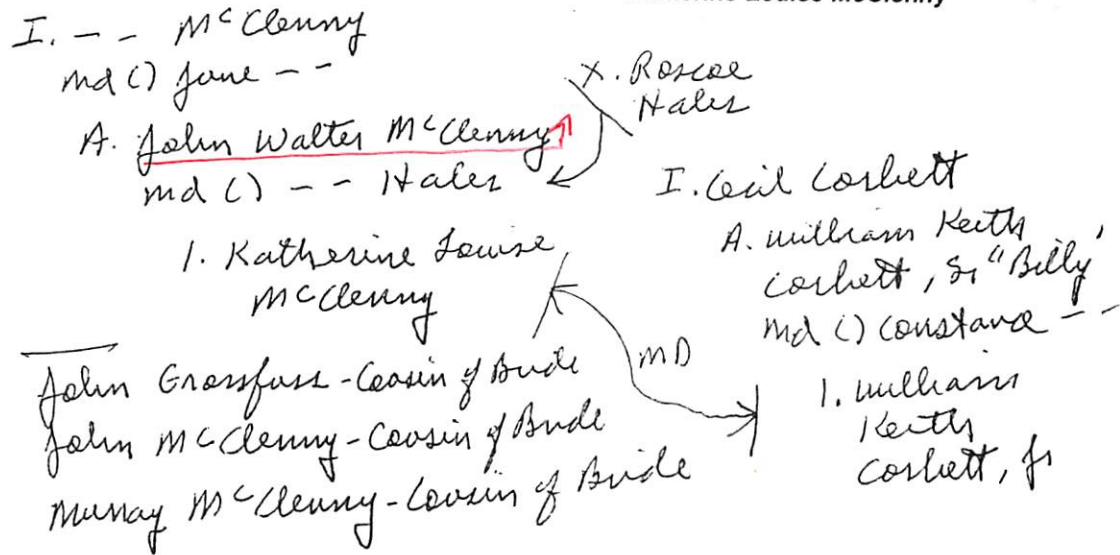 Louise McClenny
I. - - McClenny
md () Jane - -
A. John Walter McClenny
md () - - Hales
X. Roscoe
Hales
1. Katherine Louise
McClenny
I. Cecil Corbett
A. William Keith
Corbett, Sr "Billy"
md () Constance - -
1. William
Keith
Corbett, Jr
MD
John Grossfuss - Cousin of Bride
John McClenny - Cousin of Bride
Murray McClenny - Cousin of Bride